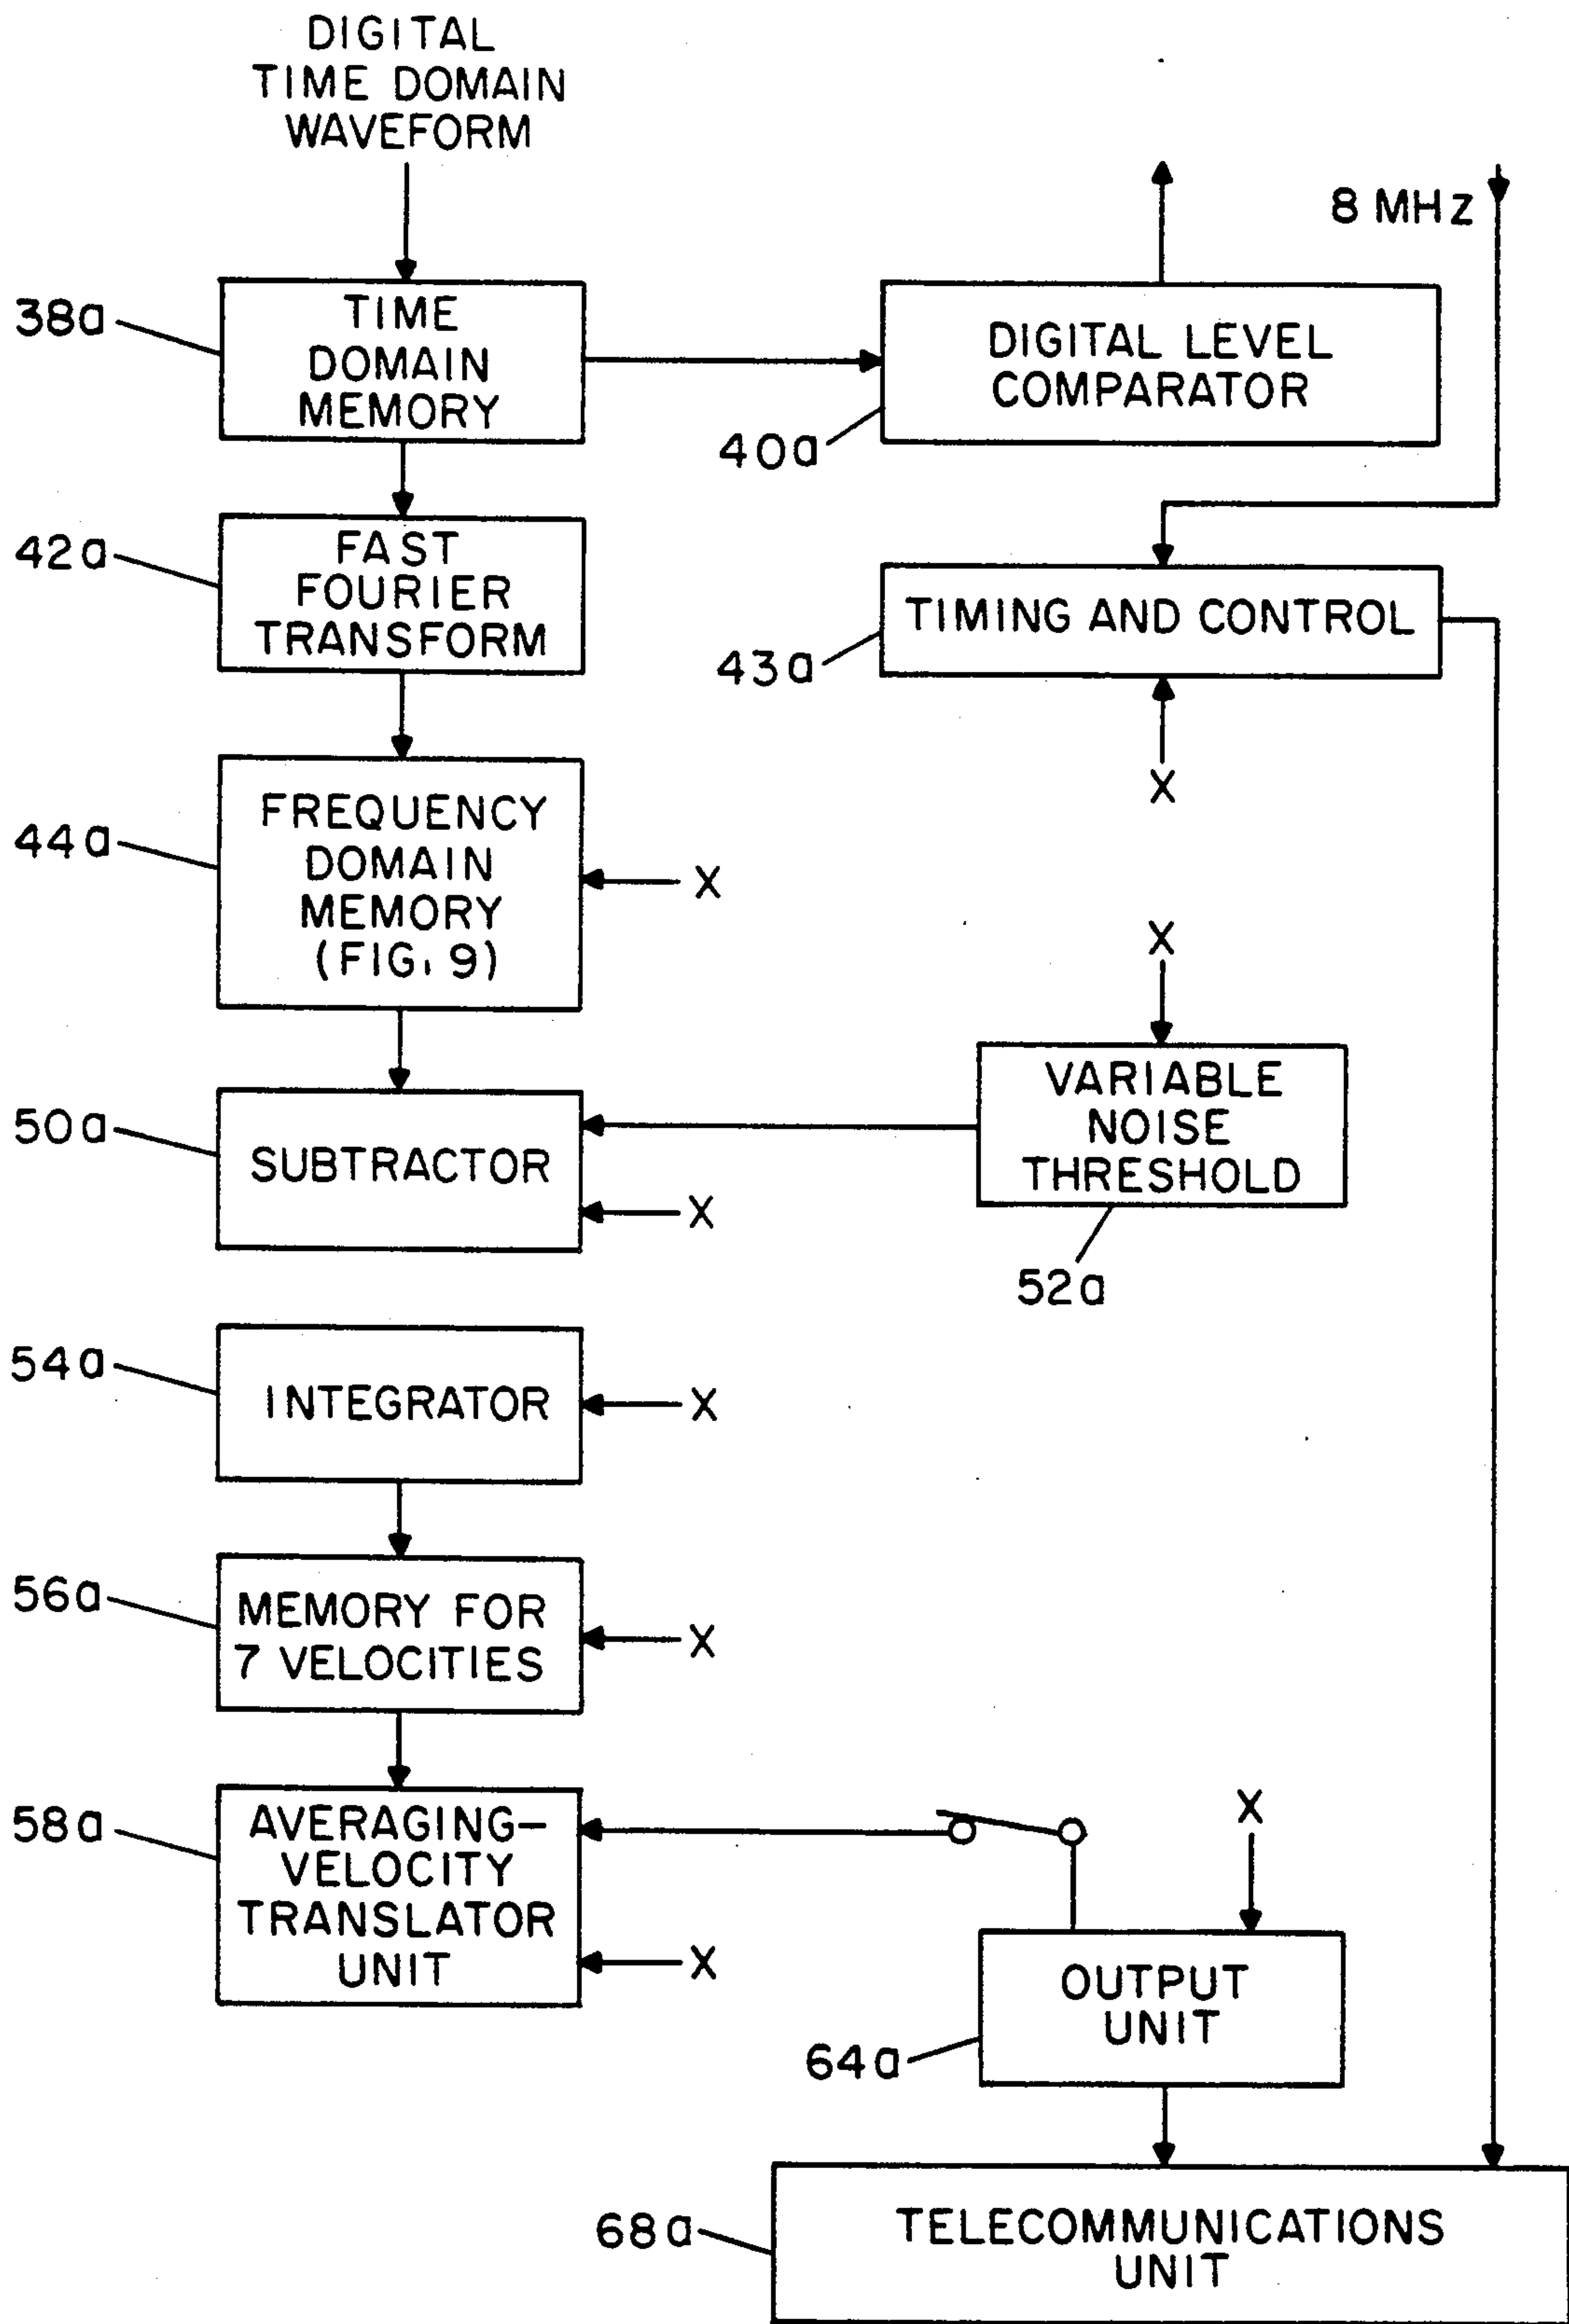 DIGITAL
TIME DOMAIN
WAVEFORM
8 MHz
38a
TIME
DOMAIN
MEMORY
DIGITAL LEVEL
COMPARATOR
40a
42a
FAST
FOURIER
TRANSFORM
TIMING AND CONTROL
43a
X
44a
FREQUENCY
DOMAIN
MEMORY
(FIG. 9)
X
X
50a
SUBTRACTOR
X
VARIABLE
NOISE
THRESHOLD
52a
54a
INTEGRATOR
X
56a
MEMORY FOR
7 VELOCITIES
X
58a
AVERAGING-
VELOCITY
TRANSLATOR
UNIT
X
X
OUTPUT
UNIT
64a
68a
TELECOMMUNICATIONS
UNIT